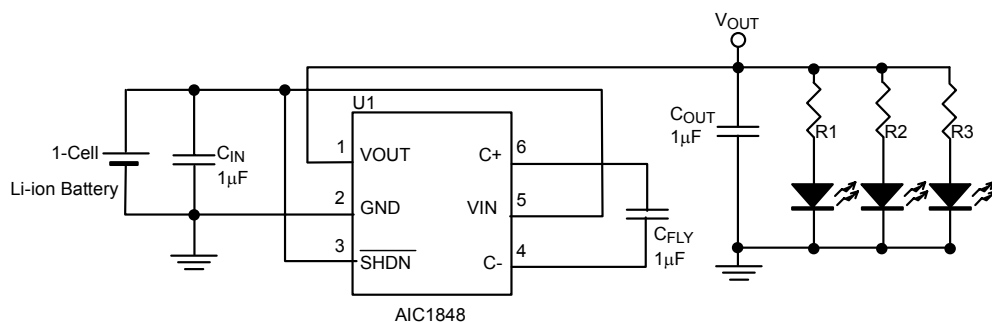 VOUT
U1
1-Cell
Li-ion Battery
CIN
1μF
1
VOUT
C+
6
2
GND
VIN
5
3
SHDN
C-
4
AIC1848
CFLY
1μF
COUT
1μF
R1
R2
R3